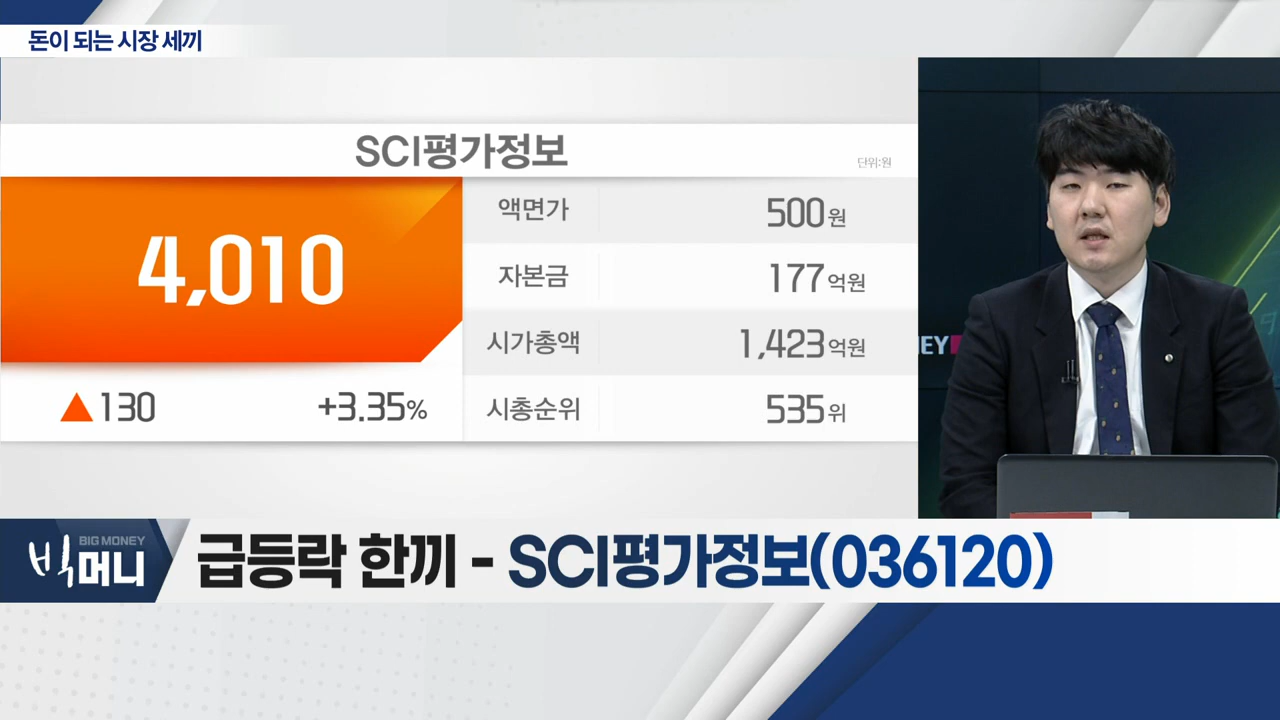 돈이 되는 시장 세끼
SCI평가정보
단위:원
4,010
▲130 +3.35%
액면가 500원
자본금 177억원
시가총액 1,423억원
시총순위 535위
BIG MONEY
빅머니
급등락 한끼 - SCI평가정보(036120)